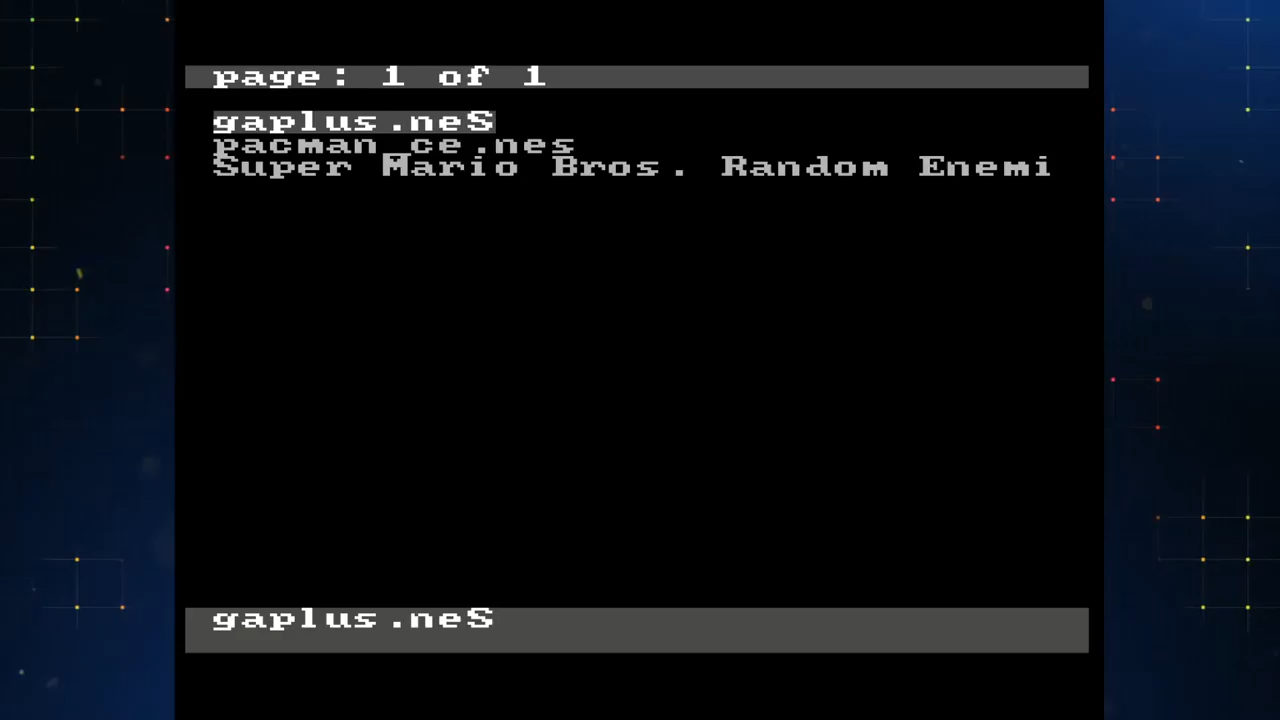 page: 1 of 1
gaplus.neS
pacman_ce.nes
Super Mario Bros. Random Enemi
gaplus.neS